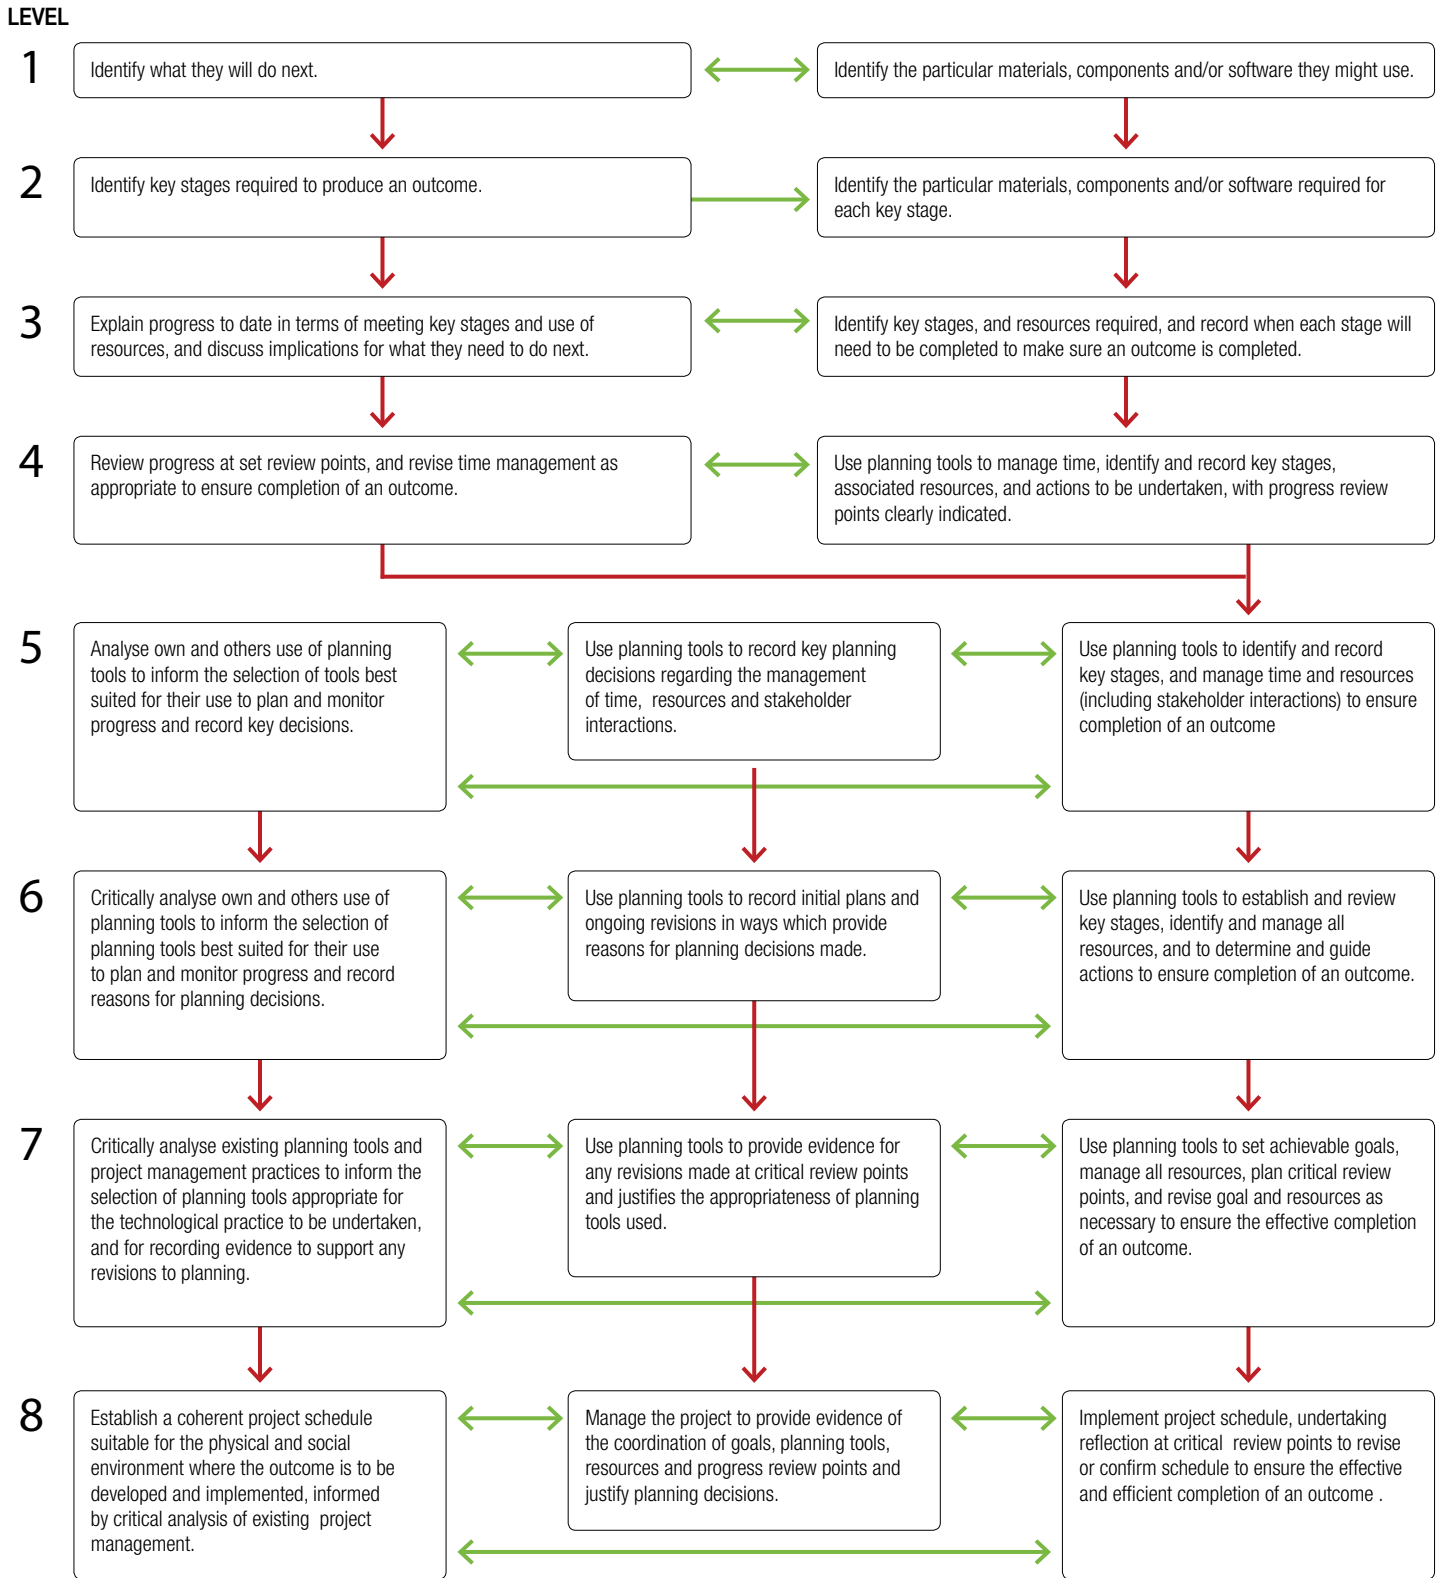 LEVEL
1
Identify what they will do next.
Identify the particular materials, components and/or software they might use.
2
Identify key stages required to produce an outcome.
Identify the particular materials, components and/or software required for
each key stage.
3
Explain progress to date in terms of meeting key stages and use of
resources, and discuss implications for what they need to do next.
Identify key stages, and resources required, and record when each stage will
need to be completed to make sure an outcome is completed.
4
Review progress at set review points, and revise time management as
appropriate to ensure completion of an outcome.
Use planning tools to manage time, identify and record key stages,
associated resources, and actions to be undertaken, with progress review
points clearly indicated.
5
Analyse own and others use of planning
tools to inform the selection of tools best
suited for their use to plan and monitor
progress and record key decisions.
Use planning tools to record key planning
decisions regarding the management
of time, resources and stakeholder
interactions.
Use planning tools to identify and record
key stages, and manage time and resources
(including stakeholder interactions) to ensure
completion of an outcome
6
Critically analyse own and others use of
planning tools to inform the selection of
planning tools best suited for their use
to plan and monitor progress and record
reasons for planning decisions.
Use planning tools to record initial plans and
ongoing revisions in ways which provide
reasons for planning decisions made.
Use planning tools to establish and review
key stages, identify and manage all
resources, and to determine and guide
actions to ensure completion of an outcome.
7
Critically analyse existing planning tools and
project management practices to inform the
selection of planning tools appropriate for
the technological practice to be undertaken,
and for recording evidence to support any
revisions to planning.
Use planning tools to provide evidence for
any revisions made at critical review points
and justifies the appropriateness of planning
tools used.
Use planning tools to set achievable goals,
manage all resources, plan critical review
points, and revise goal and resources as
necessary to ensure the effective completion
of an outcome.
8
Establish a coherent project schedule
suitable for the physical and social
environment where the outcome is to be
developed and implemented, informed
by critical analysis of existing project
management.
Manage the project to provide evidence of
the coordination of goals, planning tools,
resources and progress review points and
justify planning decisions.
Implement project schedule, undertaking
reflection at critical review points to revise
or confirm schedule to ensure the effective
and efficient completion of an outcome .